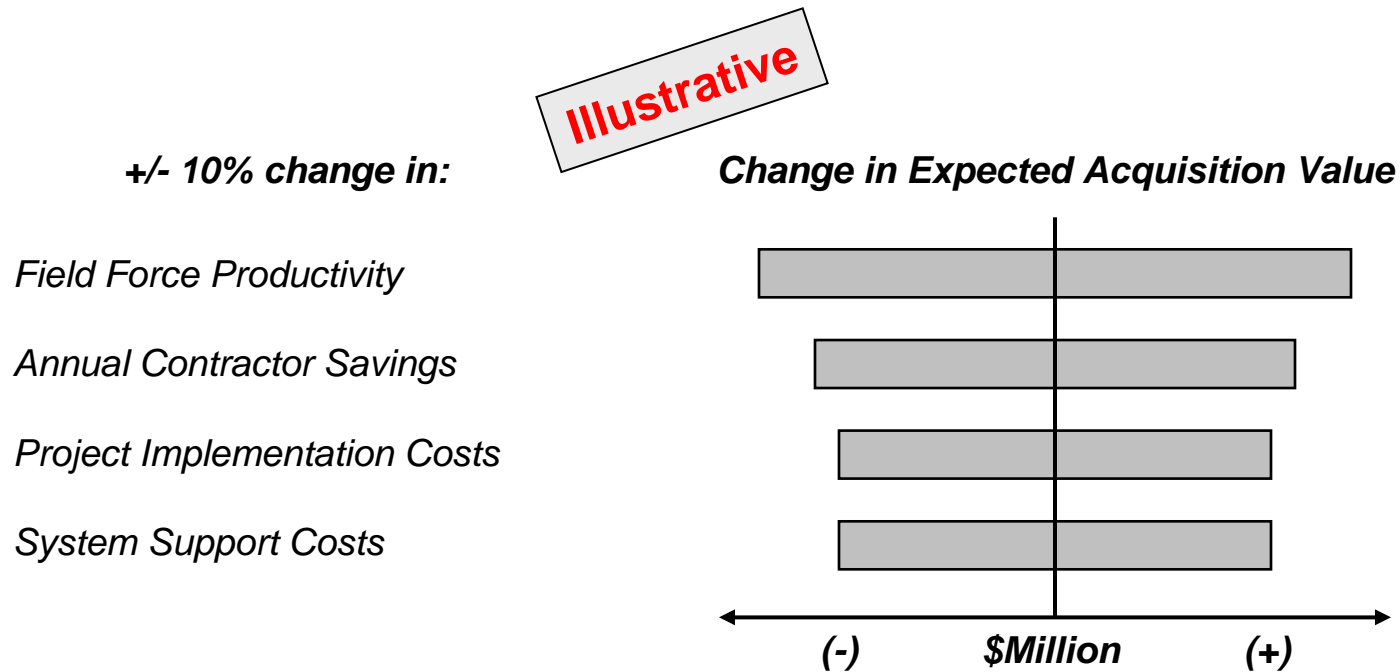 Illustrative
+/- 10% change in:
Change in Expected Acquisition Value
Field Force Productivity
Annual Contractor Savings
Project Implementation Costs
System Support Costs
(-) $Million (+)